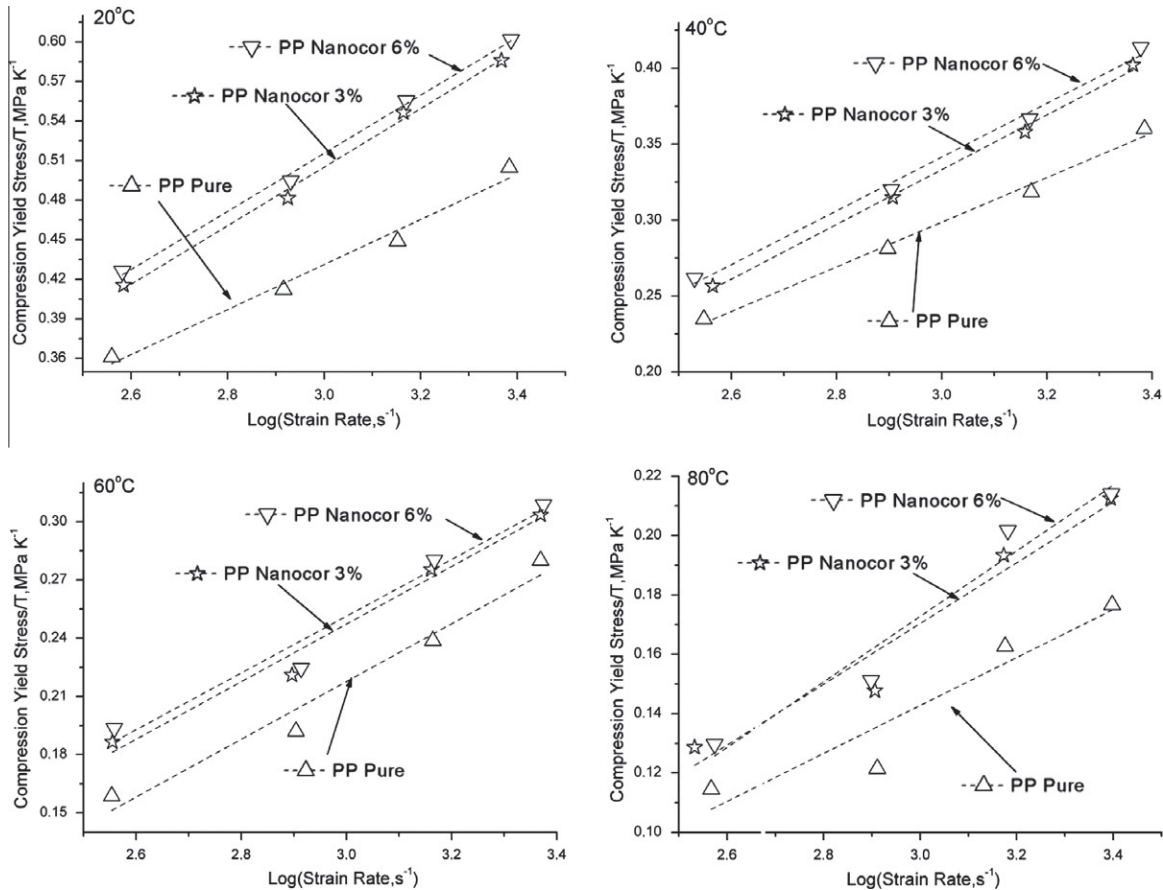 20°C
0.60
0.57
0.54
0.51
0.48
0.45
0.42
0.39
0.36
Compression Yield Stress/T,MPa K⁻¹
PP Nanocor 6%
PP Nanocor 3%
PP Pure
2.6 2.8 3.0 3.2 3.4
Log(Strain Rate,s⁻¹)
40°C
0.40
0.35
0.30
0.25
0.20
Compression Yield Stress/T,MPa K⁻¹
PP Nanocor 6%
PP Nanocor 3%
PP Pure
2.6 2.8 3.0 3.2 3.4
Log(Strain Rate,s⁻¹)
60°C
0.30
0.27
0.24
0.21
0.18
0.15
Compression Yield Stress/T,MPa K⁻¹
PP Nanocor 6%
PP Nanocor 3%
PP Pure
2.6 2.8 3.0 3.2 3.4
Log(Strain Rate,s⁻¹)
80°C
0.22
0.20
0.18
0.16
0.14
0.12
0.10
Compression Yield Stress/T,MPa K⁻¹
PP Nanocor 6%
PP Nanocor 3%
PP Pure
2.6 2.8 3.0 3.2 3.4
Log(Strain Rate,s⁻¹)